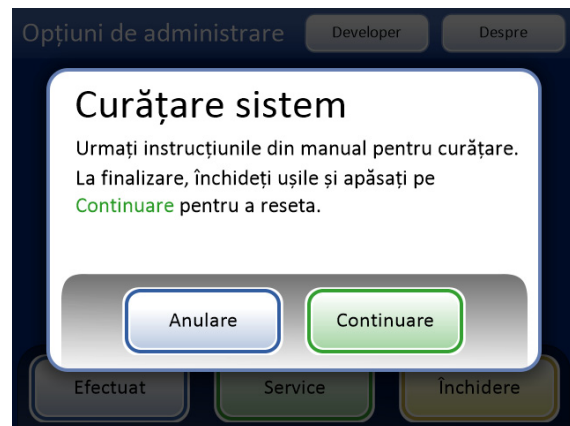 Opțiuni de administrare Developer Despre
Curățare sistem
Urmați instrucțiunile din manual pentru curățare.
La finalizare, închideți ușile și apăsați pe
Continuare pentru a reseta.
Anulare Continuare
Efectuat Service Închidere